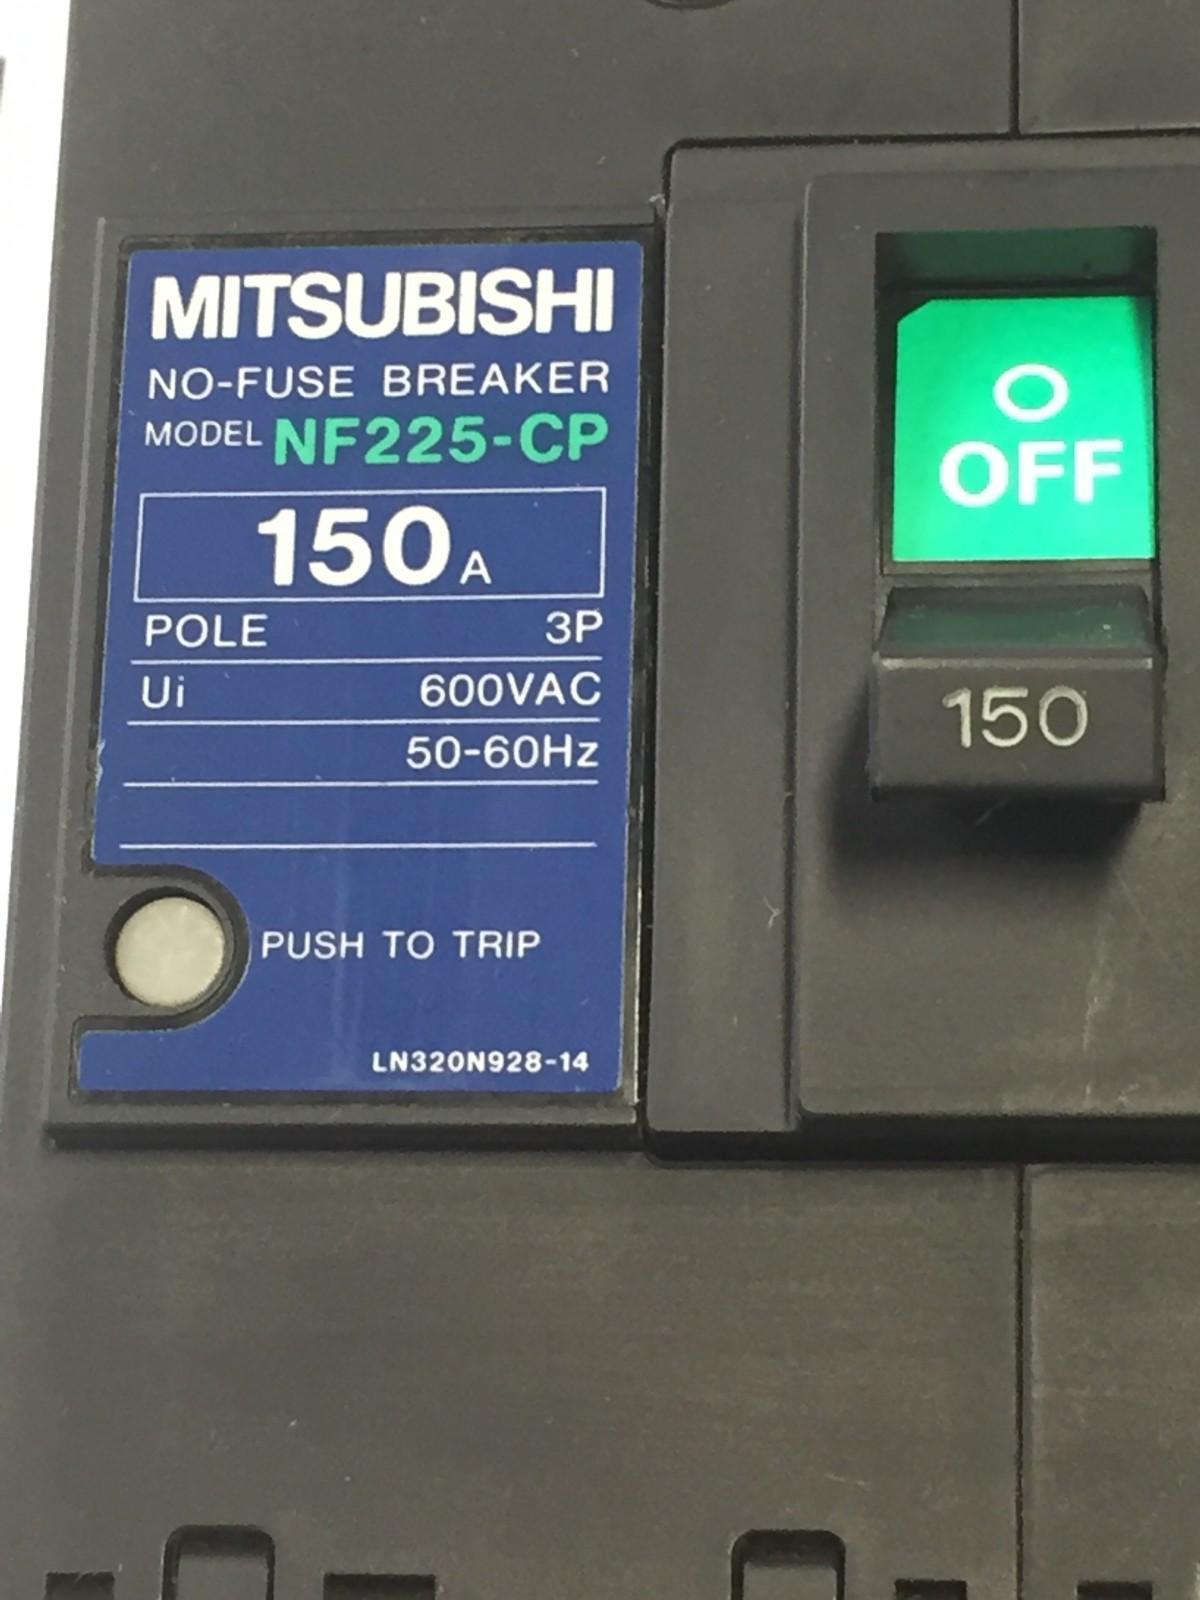 MITSUBISHI
NO-FUSE BREAKER
MODEL NF225-CP
150 A
POLE 3P
Ui 600VAC
50-60Hz
PUSH TO TRIP
LN320N928-14
O
OFF
150